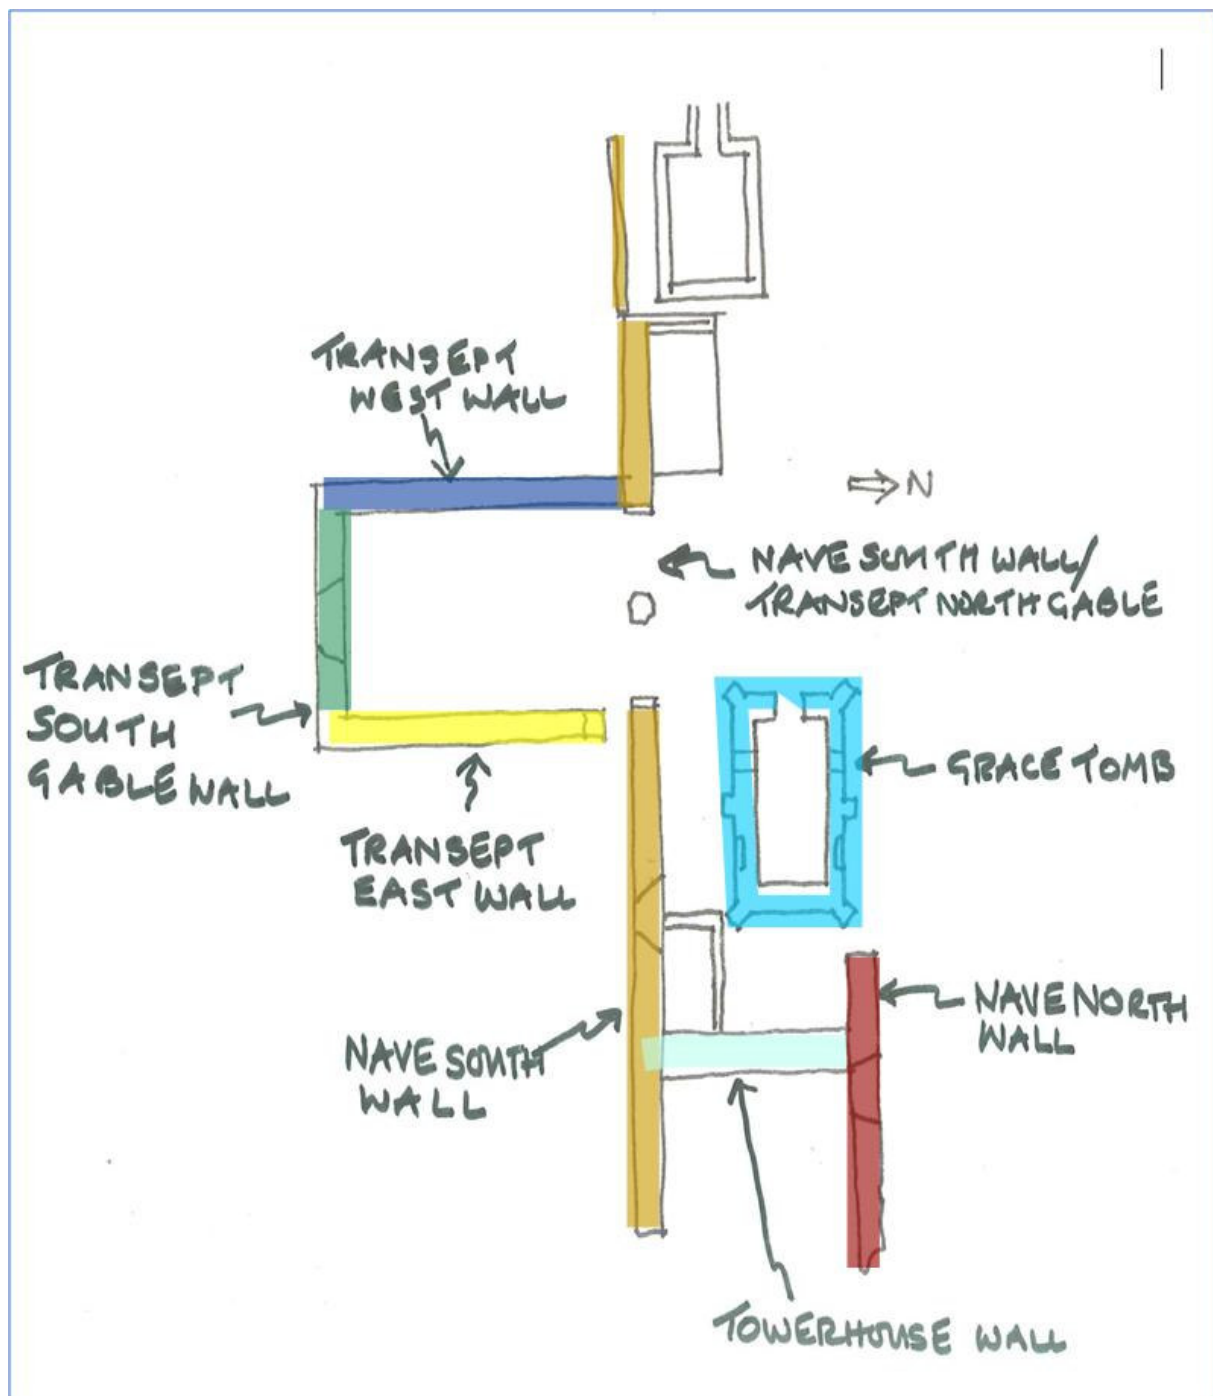 TRANSEPT
WEST WALL
N
NAVE SOUTH WALL/
TRANSEPT NORTH GABLE
TRANSEPT
SOUTH
GABLE WALL
GRACE TOMB
TRANSEPT
EAST WALL
NAVE NORTH
WALL
NAVE SOUTH
WALL
TOWERHOUSE WALL